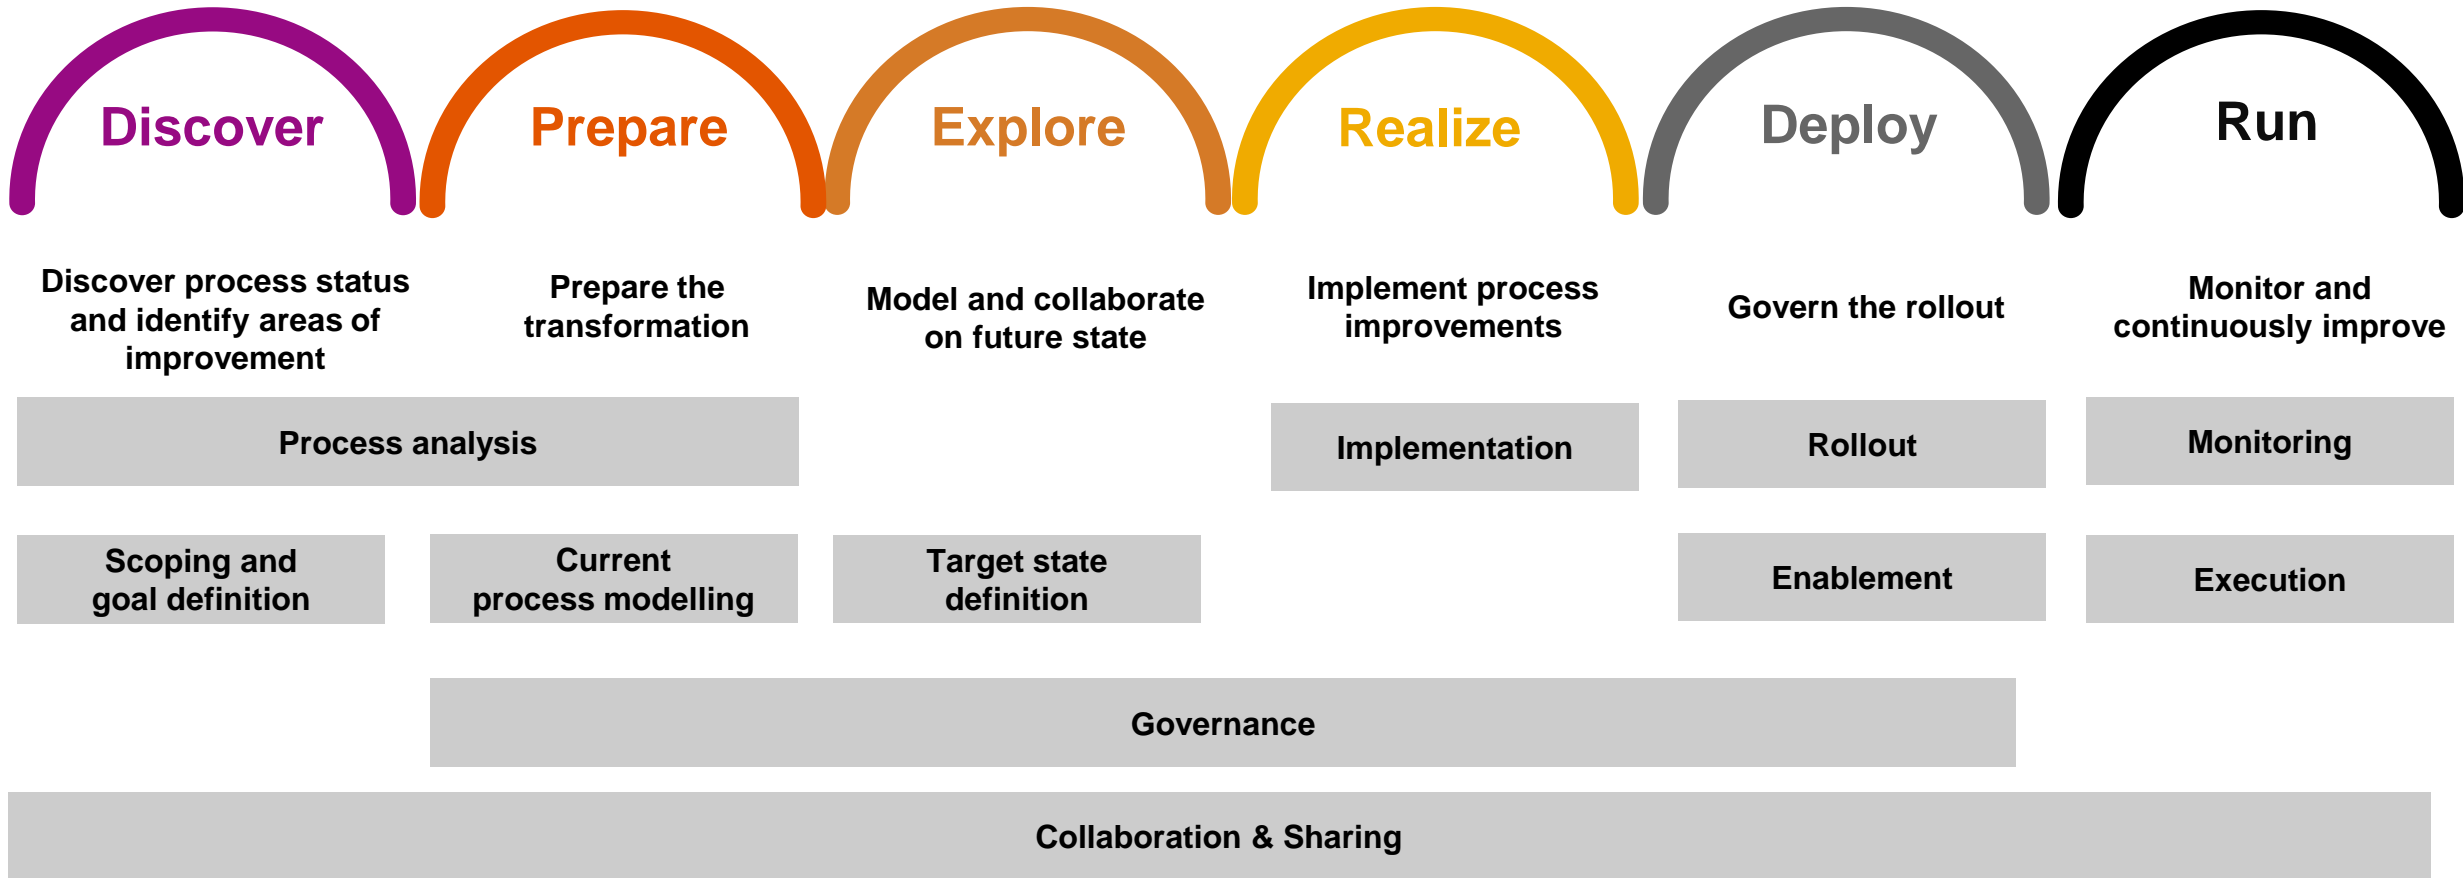 Discover
Prepare
Explore
Realize
Deploy
Run
Discover process status
and identify areas of
improvement
Prepare the
transformation
Model and collaborate
on future state
Implement process
improvements
Govern the rollout
Monitor and
continuously improve
Process analysis
Implementation
Rollout
Monitoring
Scoping and
goal definition
Current
process modelling
Target state
definition
Enablement
Execution
Governance
Collaboration & Sharing